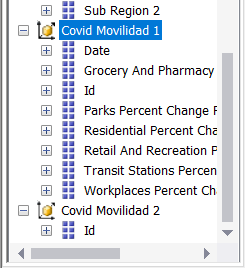 Sub Region 2
Covid Movilidad 1
Date
Grocery And Pharmacy
Id
Parks Percent Change
Residential Percent Cha
Retail And Recreation P
Transit Stations Percen
Workplaces Percent Ch
Covid Movilidad 2
Id